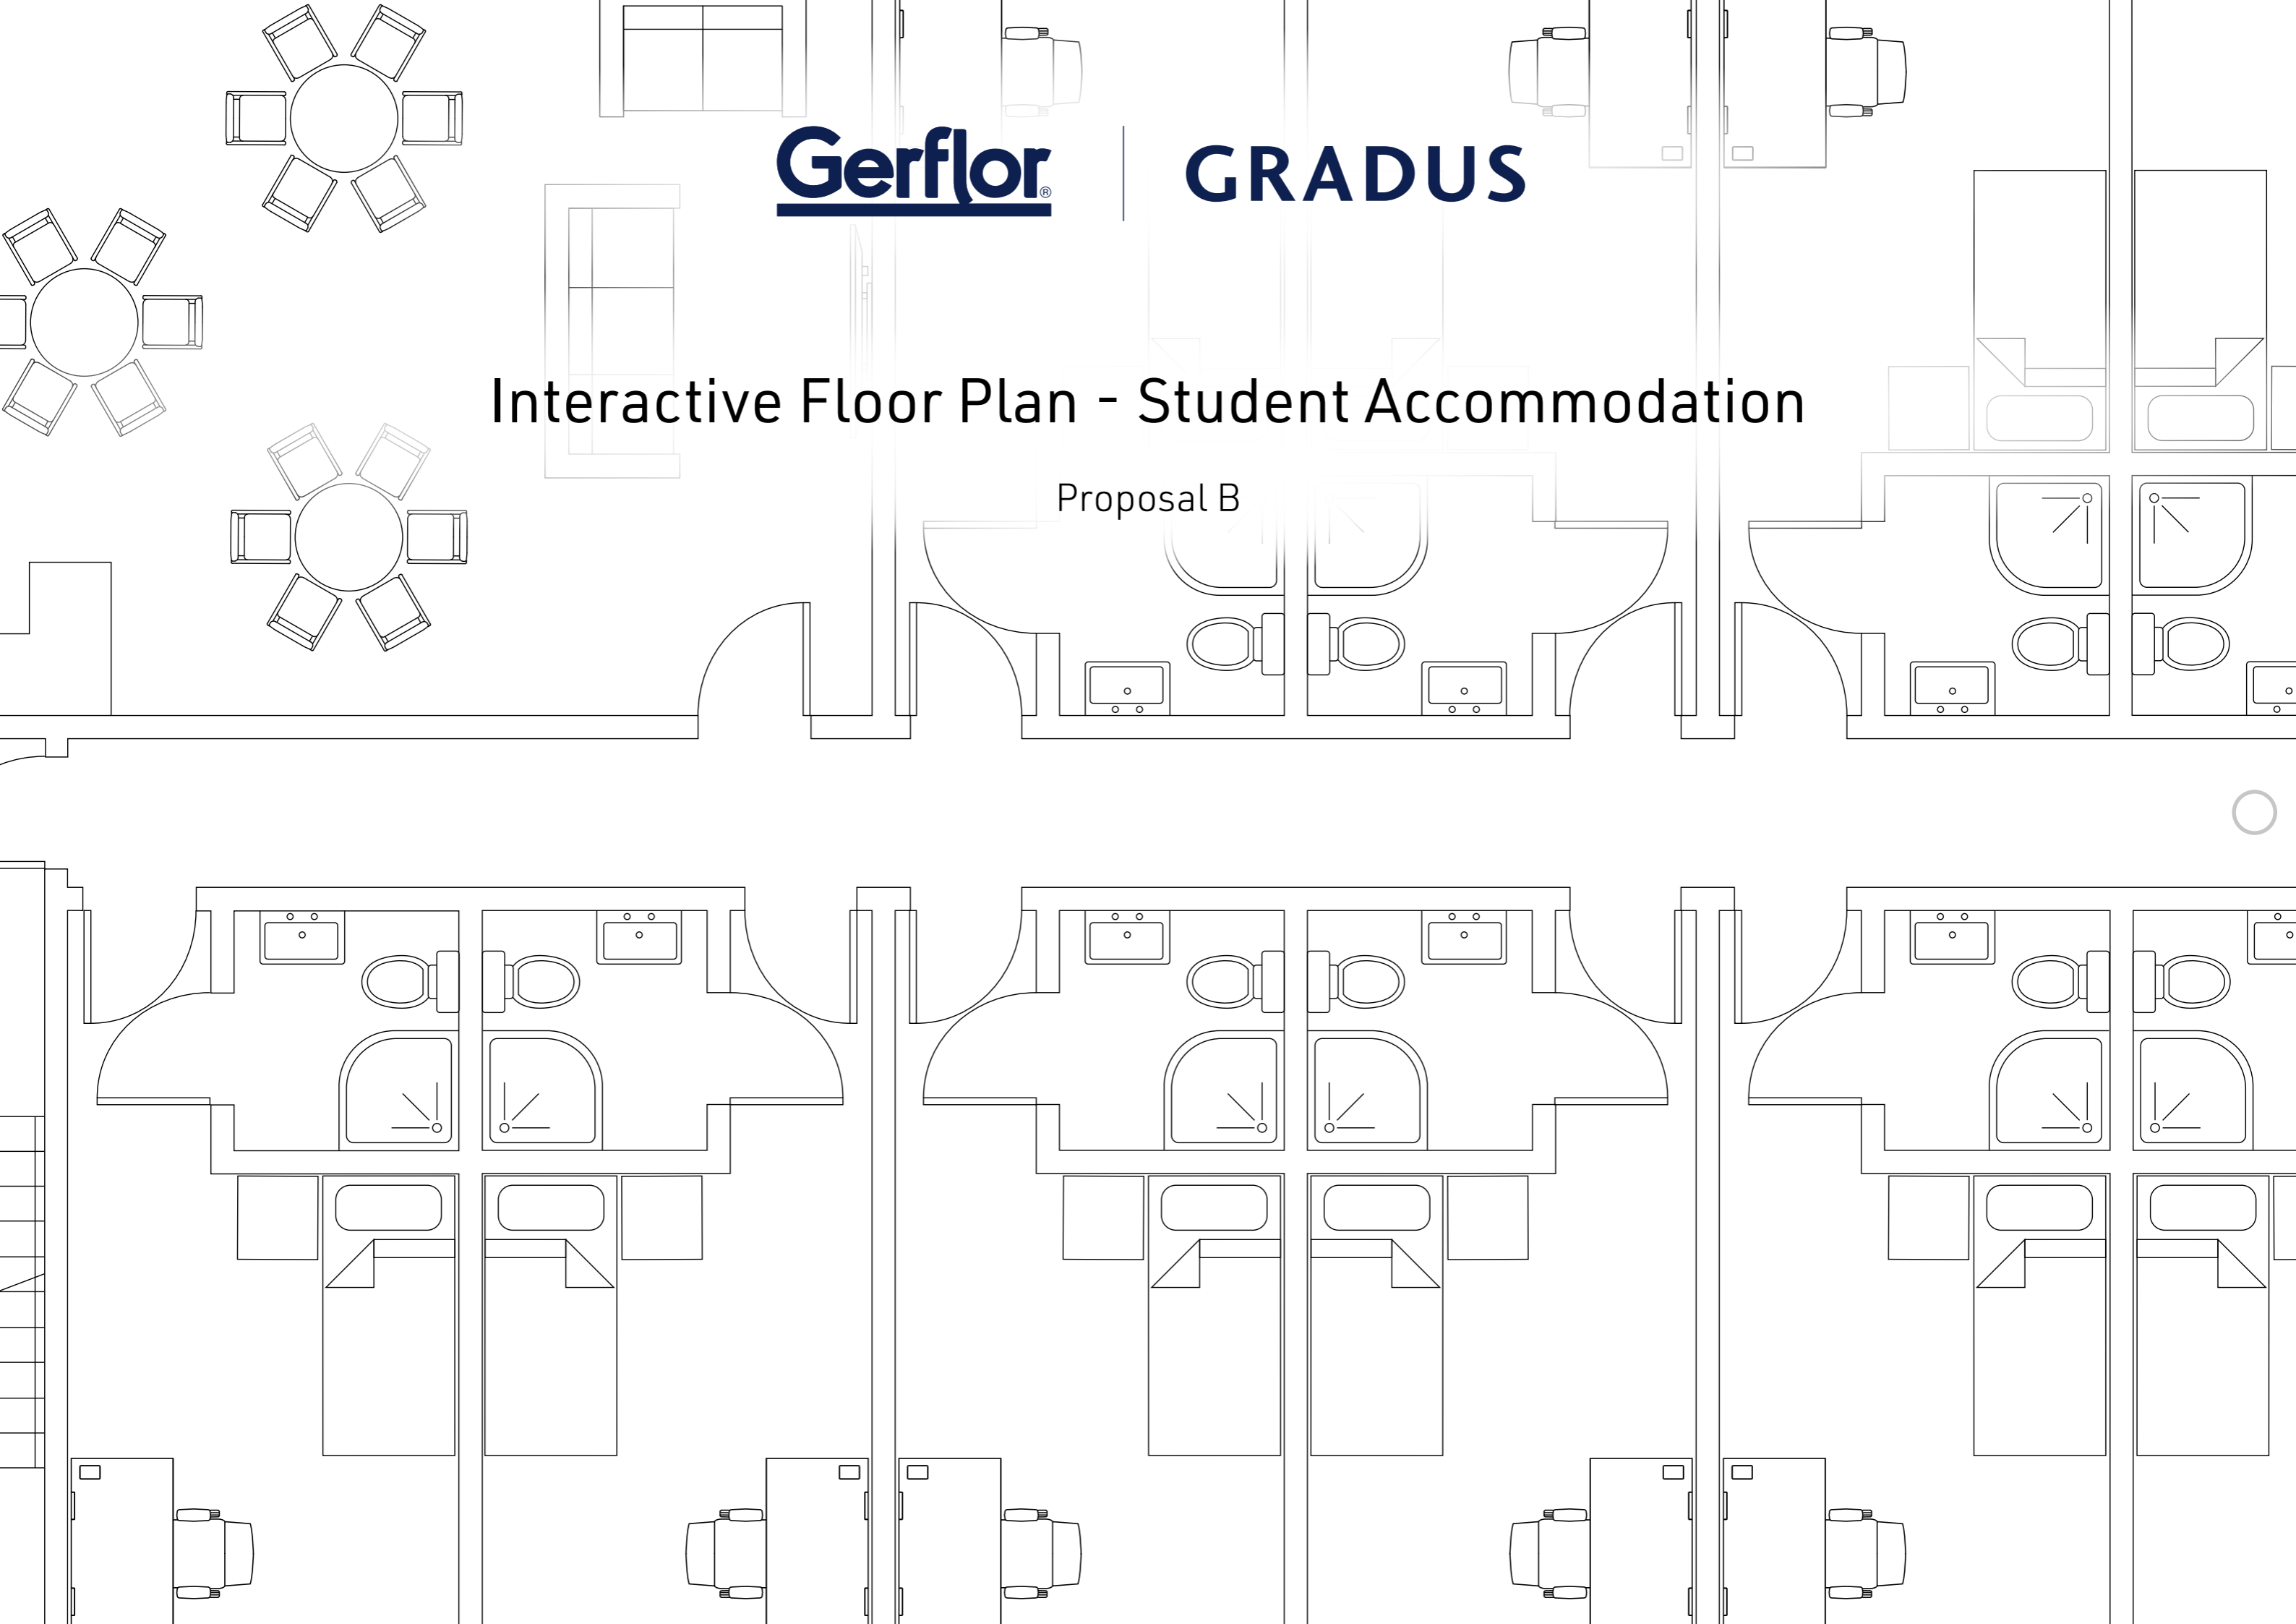 Gerflor® GRADUS
Interactive Floor Plan - Student Accommodation
Proposal B